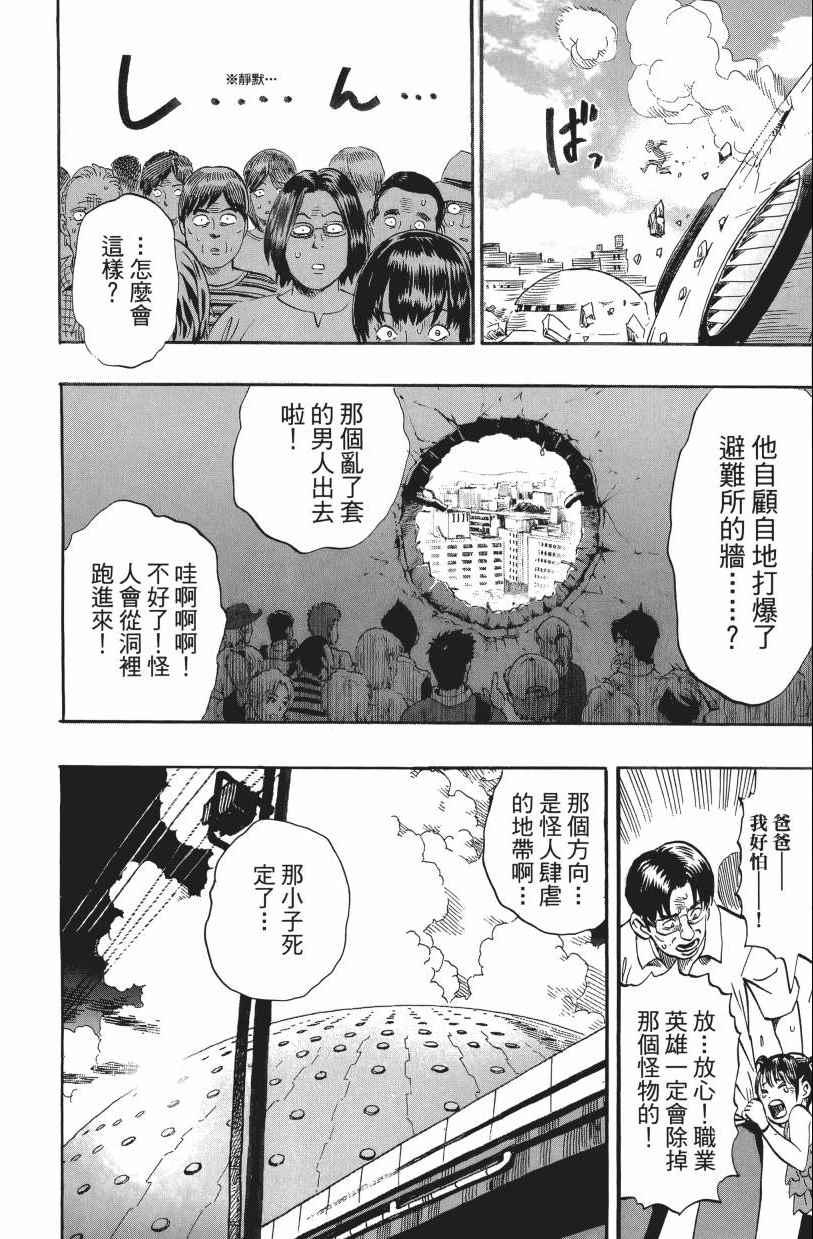 ばっ
し....ん...
※靜默…
…怎麼會
這樣？
他自顧自地打爆了
避難所的牆……？
那個亂了套
的男人出去
啦！
哇啊啊啊！
不好了！怪
人會從洞裡
跑進來！
爸爸—
我好怕—！
放…放心！職業
英雄一定會除掉
那個怪物的！
那個方向…
是怪人肆虐
的地帶啊…
那小子死
定了…